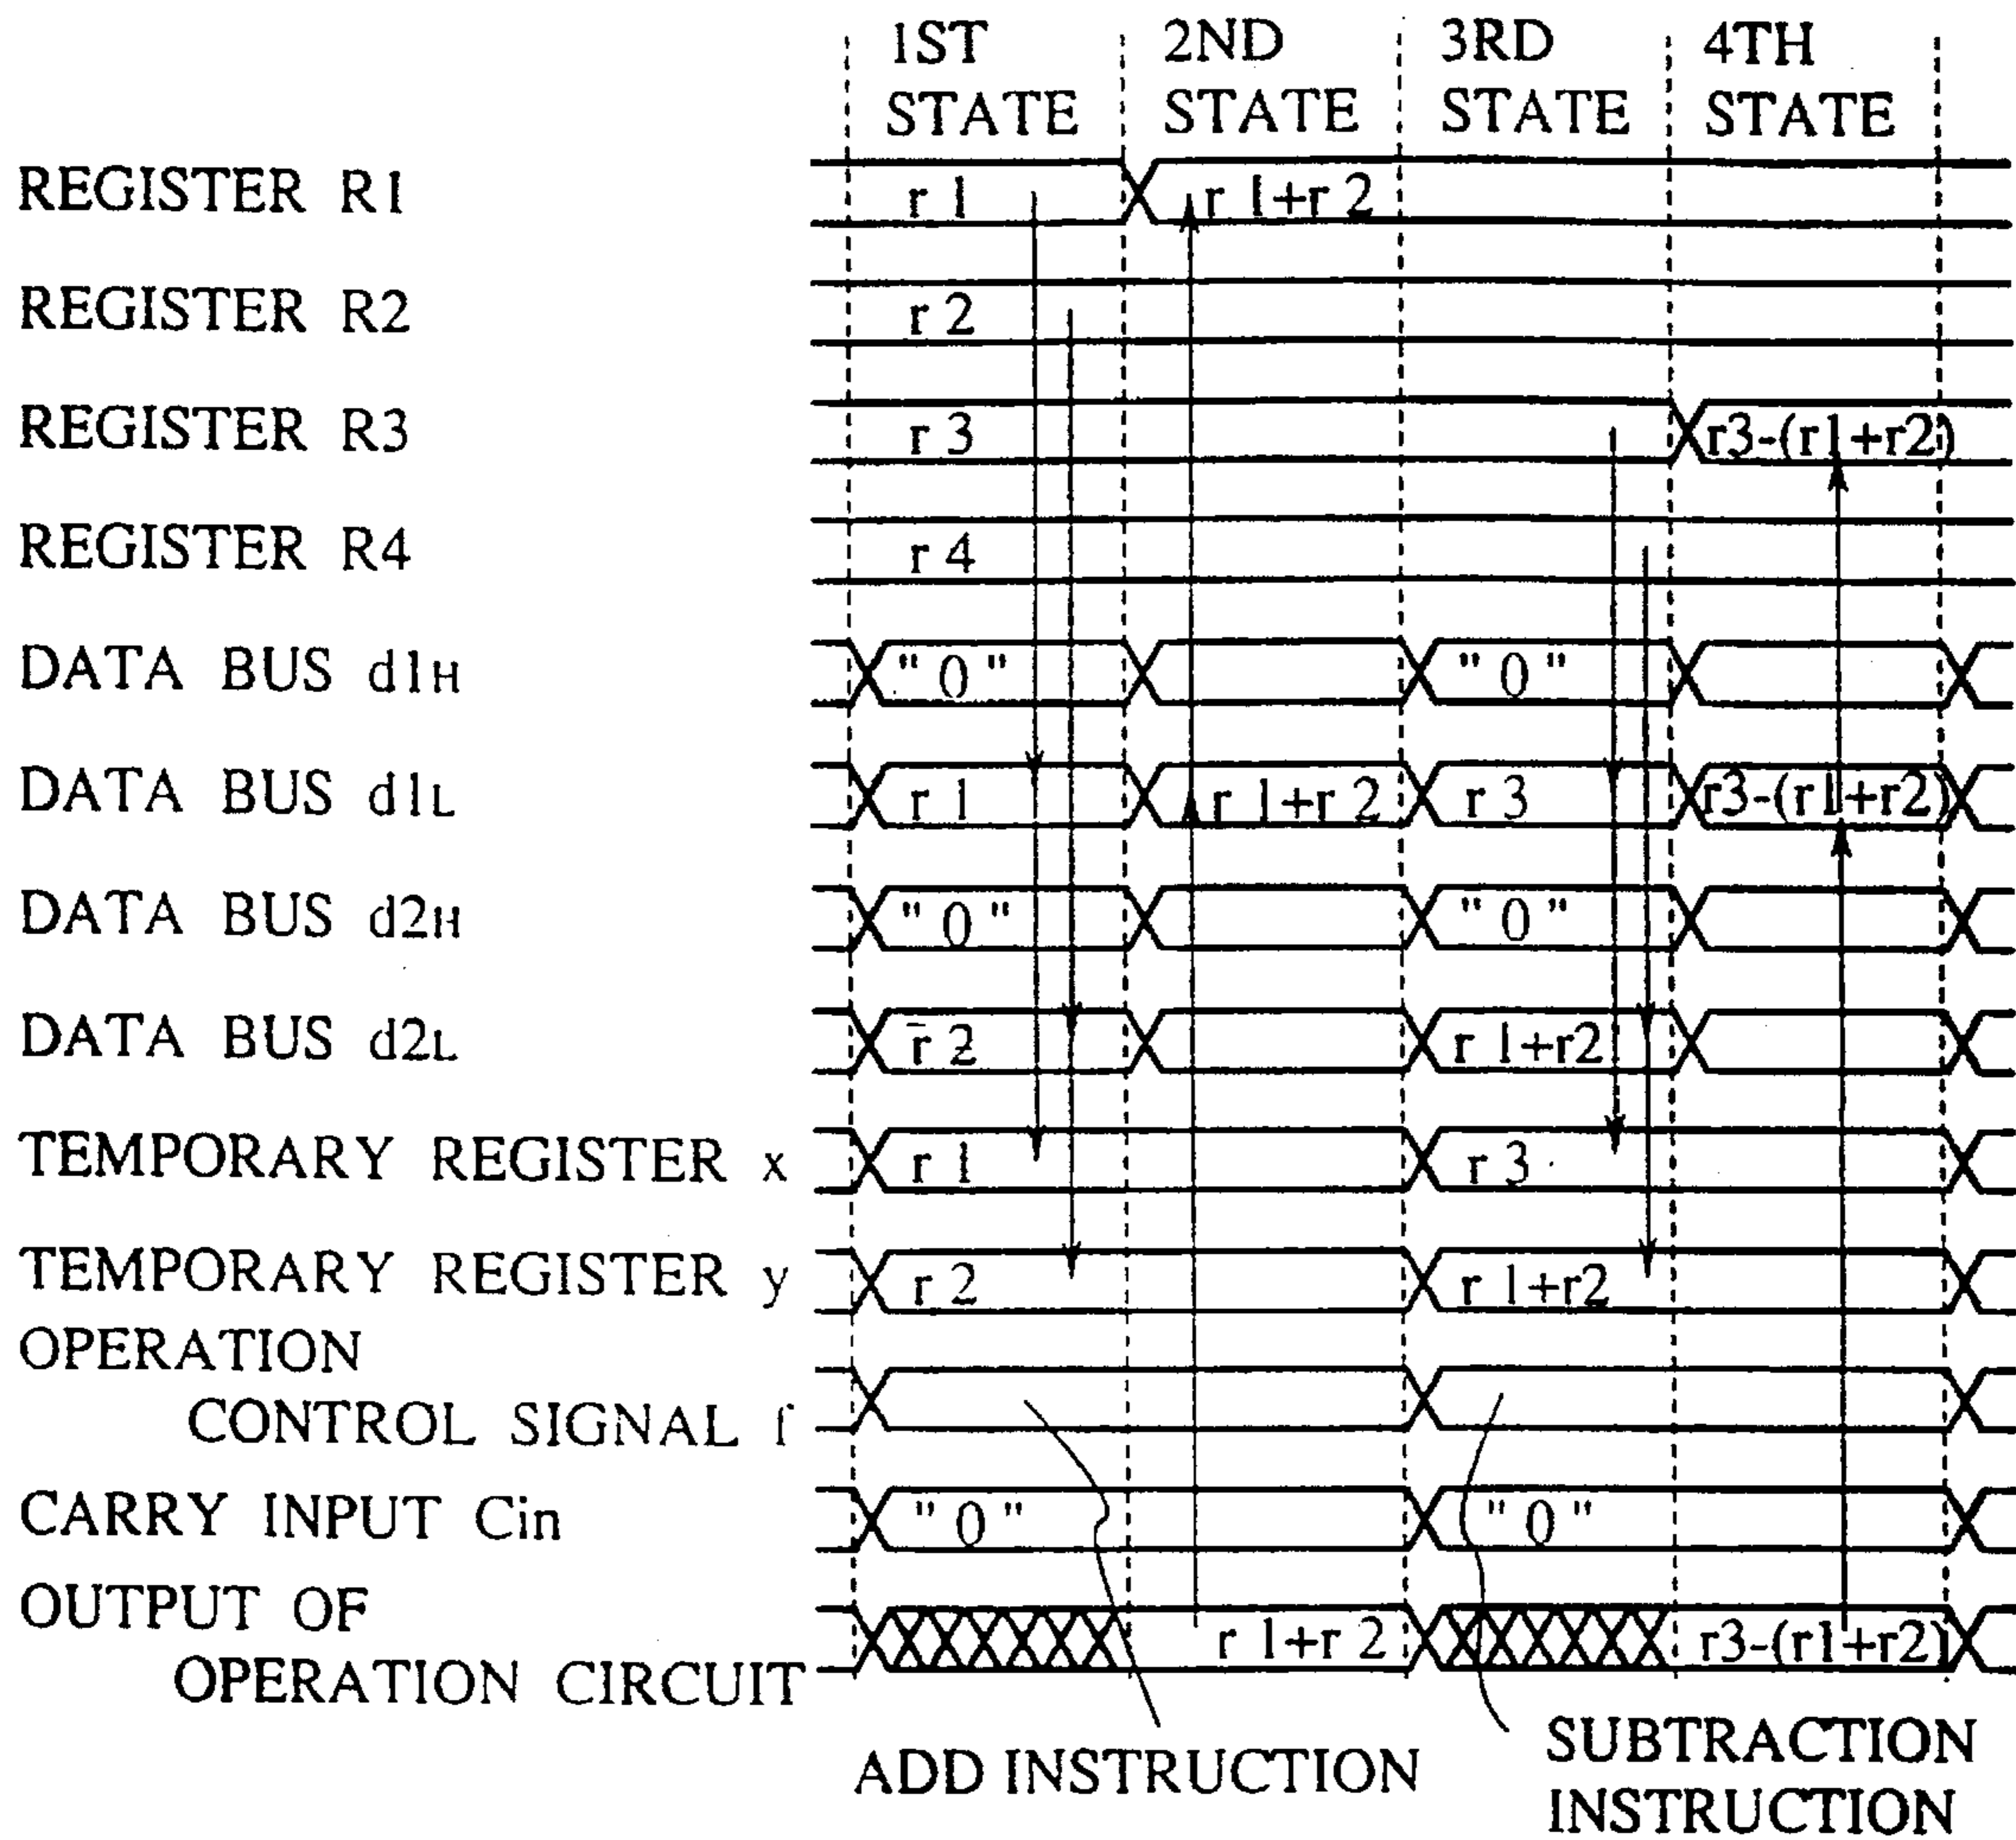 1ST 2ND 3RD 4TH
STATE STATE STATE STATE
REGISTER R1 r 1 r 1+r 2
REGISTER R2 r 2
REGISTER R3 r 3 r3-(r1+r2)
REGISTER R4 r 4
DATA BUS d1H " 0 " " 0 "
DATA BUS d1L r 1 r 1+r 2 r 3 r3-(r1+r2)
DATA BUS d2H " 0 " " 0 "
DATA BUS d2L r 2 r 1+r2
TEMPORARY REGISTER x r 1 r 3
TEMPORARY REGISTER y r 2 r 1+r2
OPERATION
CONTROL SIGNAL f
CARRY INPUT Cin " 0 " " 0 "
OUTPUT OF
OPERATION CIRCUIT r 1+r 2 r3-(r1+r2)
ADD INSTRUCTION
SUBTRACTION
INSTRUCTION